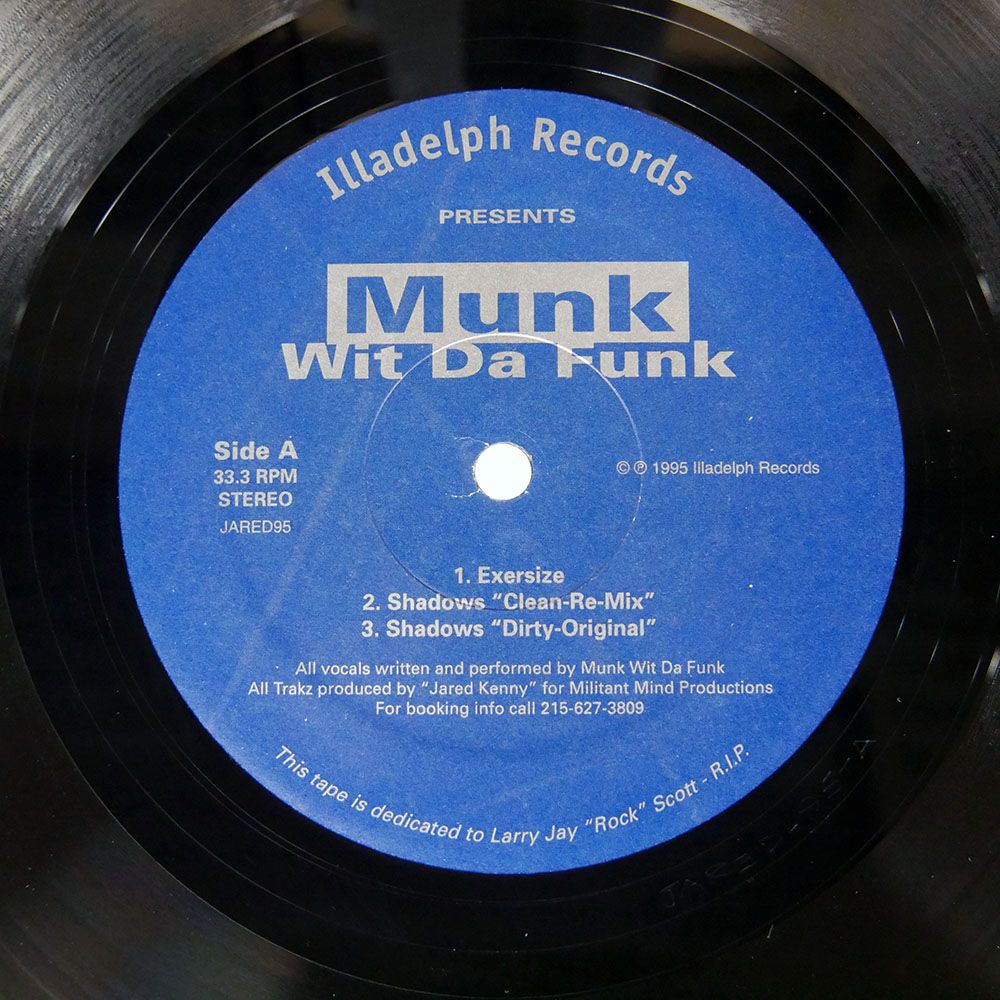 Illadelph Records
PRESENTS
Munk
Wit Da Funk
Side A
33.3 RPM
STEREO
JARED95
© ℗ 1995 Illadelph Records
1. Exersize
2. Shadows “Clean-Re-Mix”
3. Shadows “Dirty-Original”
All vocals written and performed by Munk Wit Da Funk
All Trakz produced by “Jared Kenny” for Militant Mind Productions
For booking info call 215-627-3809
This tape is dedicated to Larry Jay “Rock” Scott - R.I.P.